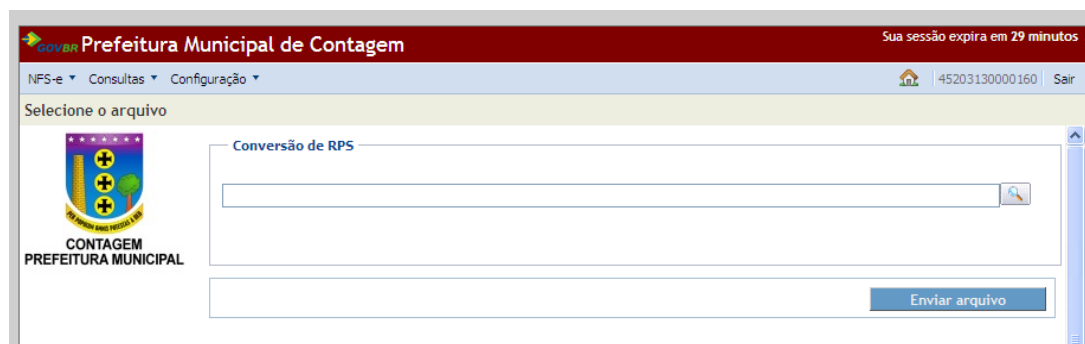 GOVBR Prefeitura Municipal de Contagem
Sua sessão expira em 29 minutos
NFS-e Consultas Configuração
45203130000160 Sair
Selecione o arquivo
Conversão de RPS
CONTAGEM
PREFEITURA MUNICIPAL
Enviar arquivo